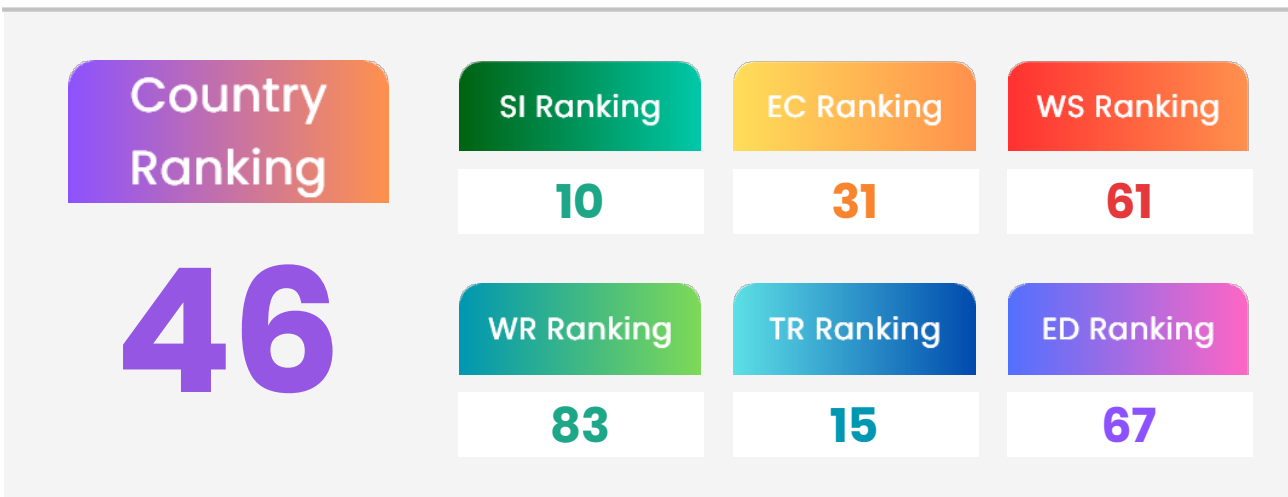 Country
Ranking
46
SI Ranking
10
EC Ranking
31
WS Ranking
61
WR Ranking
83
TR Ranking
15
ED Ranking
67